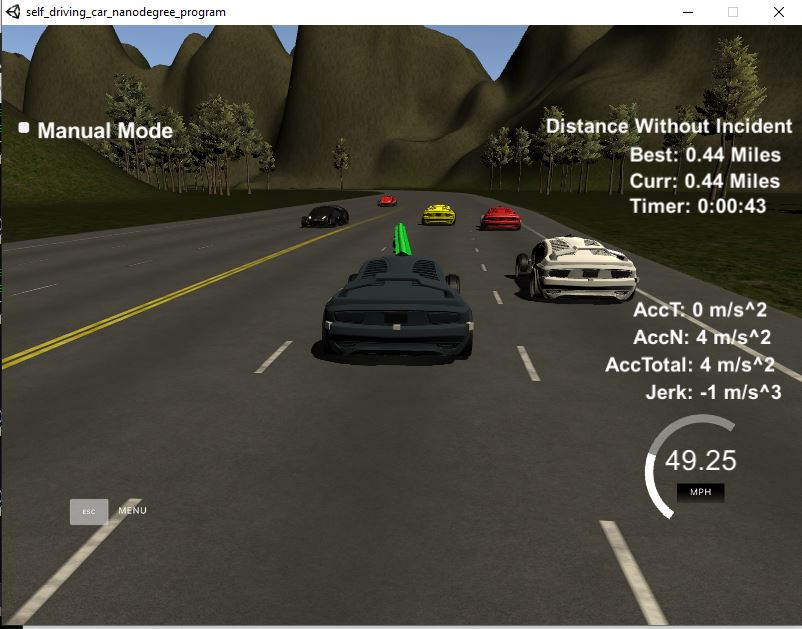 self_driving_car_nanodegree_program
Manual Mode
Distance Without Incident
Best: 0.44 Miles
Curr: 0.44 Miles
Timer: 0:00:43
AccT: 0 m/s^2
AccN: 4 m/s^2
AccTotal: 4 m/s^2
Jerk: -1 m/s^3
49.25
MPH
ESC MENU